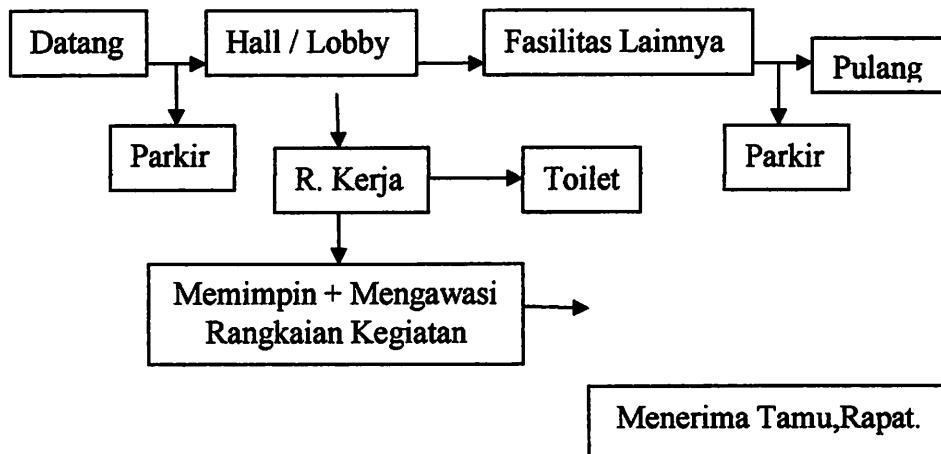 Datang
Hall / Lobby
Fasilitas Lainnya
Pulang
Parkir
R. Kerja
Toilet
Parkir
Memimpin + Mengawasi
Rangkaian Kegiatan
Menerima Tamu,Rapat.